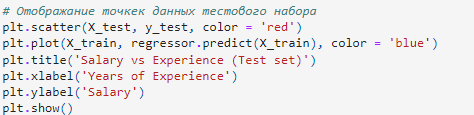 # Отображание точкек данных тестового набора
plt.scatter(X_test, y_test, color = 'red')
plt.plot(X_train, regressor.predict(X_train), color = 'blue')
plt.title('Salary vs Experience (Test set)')
plt.xlabel('Years of Experience')
plt.ylabel('Salary')
plt.show()